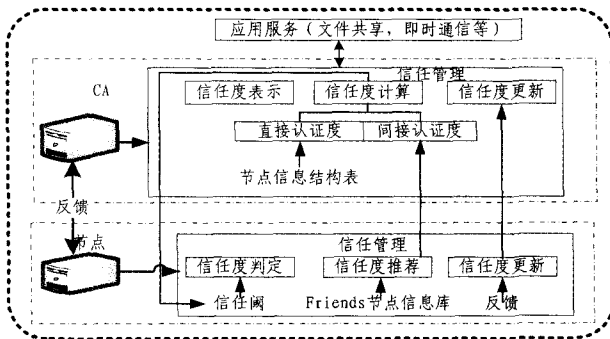 应用服务（文件共享，即时通信等）
信任管理
CA
信任度表示
信任度计算
信任度更新
直接认证度
间接认证度
节点信息结构表
反馈
节点
信任管理
信任度判定
信任度推荐
信任度更新
信任阈
Friends节点信息库
反馈